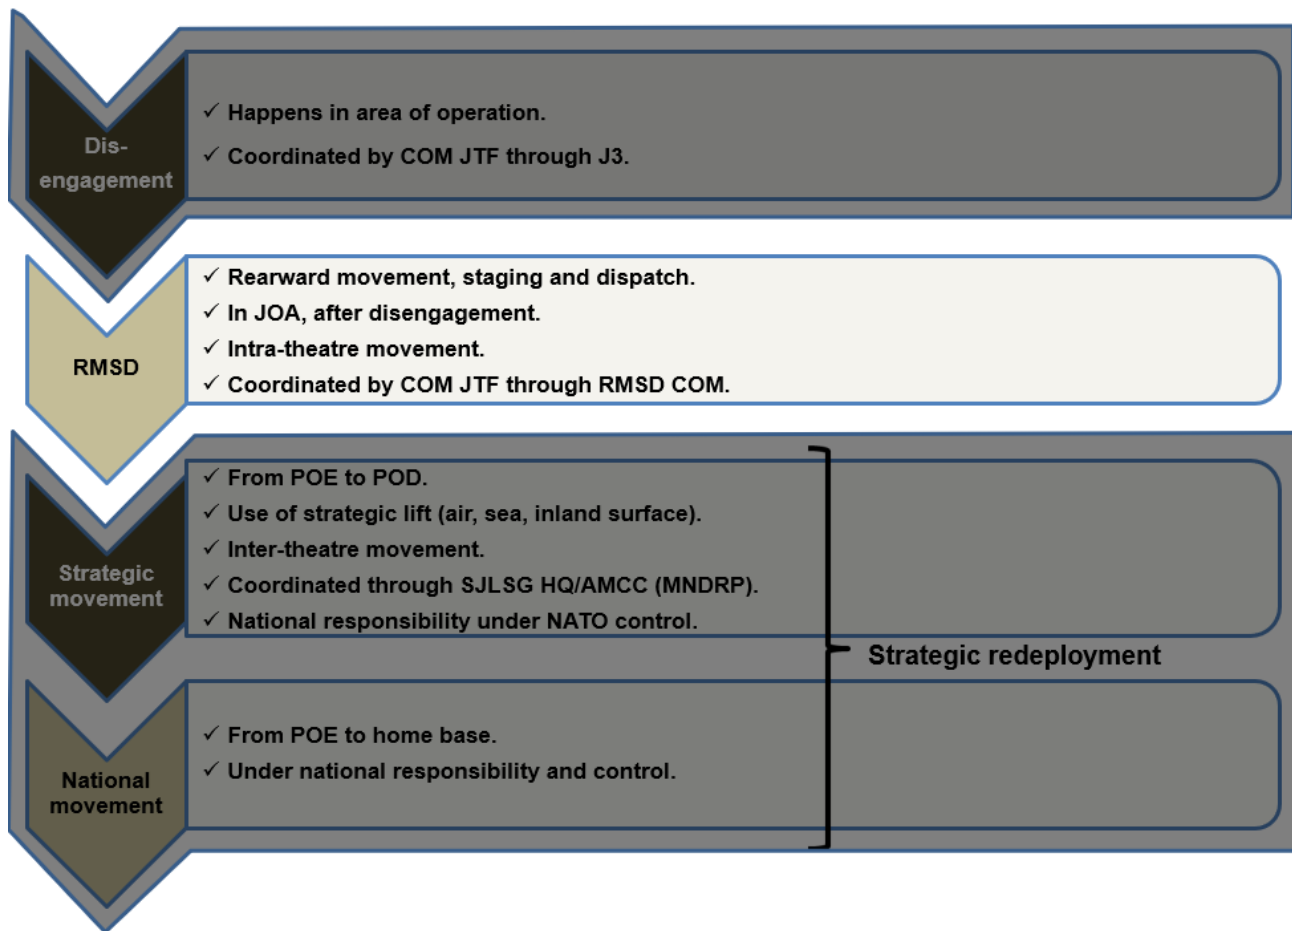 Dis-
engagement
✓ Happens in area of operation.
✓ Coordinated by COM JTF through J3.
RMSD
✓ Rearward movement, staging and dispatch.
✓ In JOA, after disengagement.
✓ Intra-theatre movement.
✓ Coordinated by COM JTF through RMSD COM.
Strategic
movement
✓ From POE to POD.
✓ Use of strategic lift (air, sea, inland surface).
✓ Inter-theatre movement.
✓ Coordinated through SJLSG HQ/AMCC (MNDRP).
✓ National responsibility under NATO control.
Strategic redeployment
National
movement
✓ From POE to home base.
✓ Under national responsibility and control.